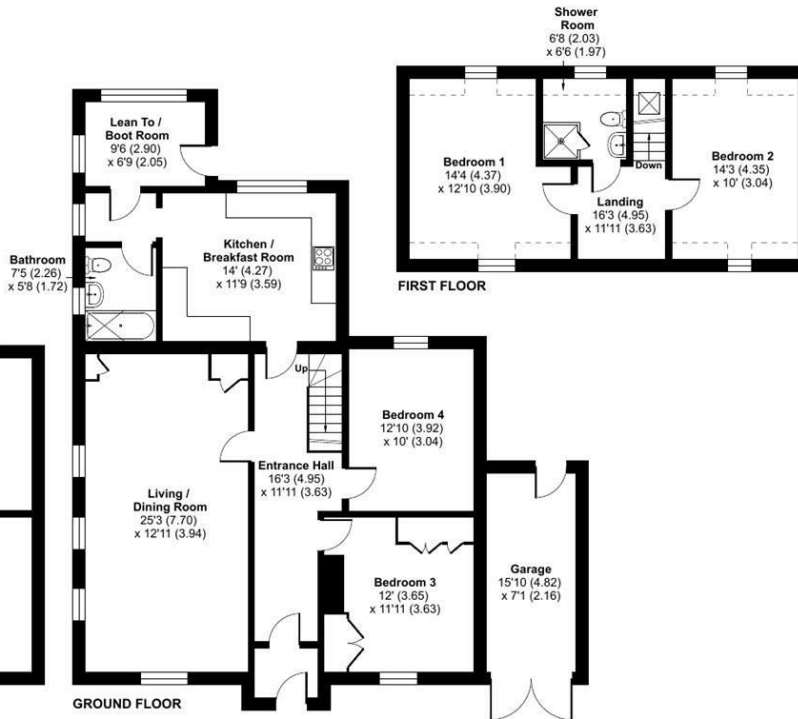 Shower
Room
6'8 (2.03)
x 6'6 (1.97)
Bedroom 1
14'4 (4.37)
x 12'10 (3.90)
Down
Landing
16'3 (4.95)
x 11'11 (3.63)
Bedroom 2
14'3 (4.35)
x 10' (3.04)
FIRST FLOOR
Lean To /
Boot Room
9'6 (2.90)
x 6'9 (2.05)
Kitchen /
Breakfast Room
14' (4.27)
x 11'9 (3.59)
Bathroom
7'5 (2.26)
x 5'8 (1.72)
Up
Bedroom 4
12'10 (3.92)
x 10' (3.04)
Entrance Hall
16'3 (4.95)
x 11'11 (3.63)
Living /
Dining Room
25'3 (7.70)
x 12'11 (3.94)
Bedroom 3
12' (3.65)
x 11'11 (3.63)
Garage
15'10 (4.82)
x 7'1 (2.16)
GROUND FLOOR